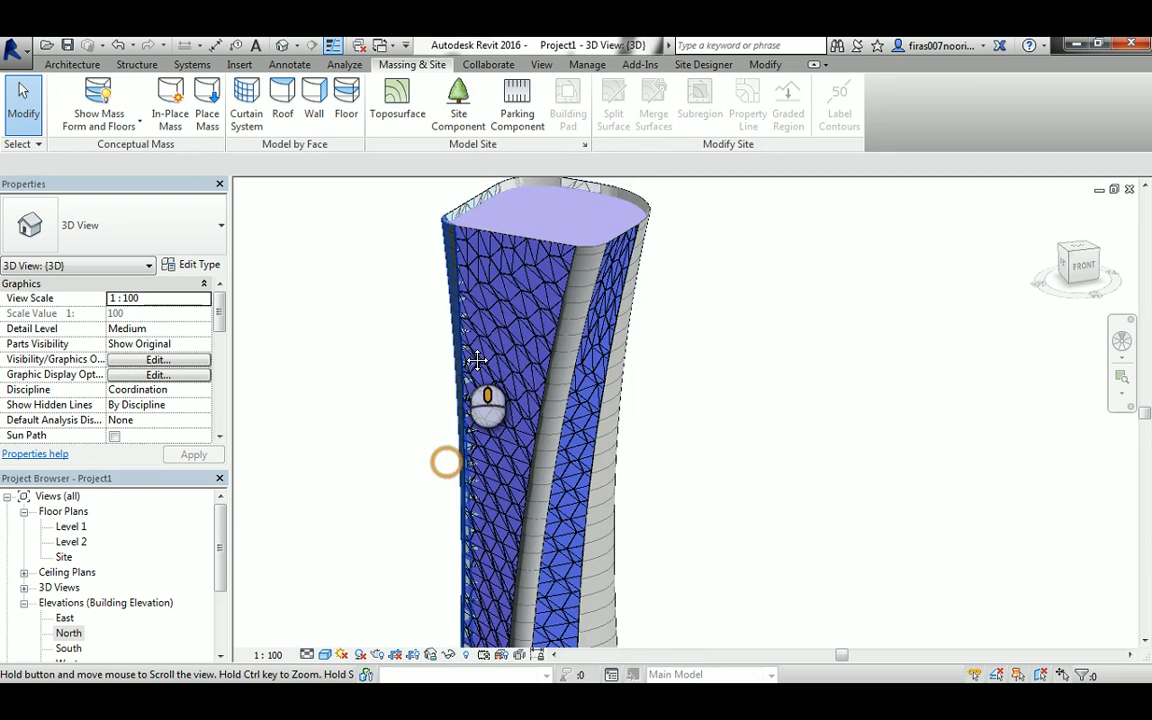 Autodesk Revit 2016 - Project1 - 3D View: {3D}
Type a keyword or phrase
firas007noori...
Architecture Structure Systems Insert Annotate Analyze Massing & Site Collaborate View Manage Add-Ins Site Designer Modify
Modify
Show Mass Form and Floors
In-Place Mass
Place Mass
Curtain System
Roof
Wall
Floor
Toposurface
Site Component
Parking Component
Building Pad
Split Surface
Merge Surfaces
Subregion
Property Line
Graded Region
50
Label Contours
Select
Conceptual Mass
Model by Face
Model Site
Modify Site
Properties
3D View
3D View: {3D}
Edit Type
Graphics
View Scale 1 : 100
Scale Value 1: 100
Detail Level Medium
Parts Visibility Show Original
Visibility/Graphics O... Edit...
Graphic Display Opt... Edit...
Discipline Coordination
Show Hidden Lines By Discipline
Default Analysis Dis... None
Sun Path
Properties help
Apply
Project Browser - Project1
Views (all)
Floor Plans
Level 1
Level 2
Site
Ceiling Plans
3D Views
Elevations (Building Elevation)
East
North
South
FRONT
1 : 100
Hold button and move mouse to Scroll the view. Hold Ctrl key to Zoom. Hold S
:0
Main Model
:0